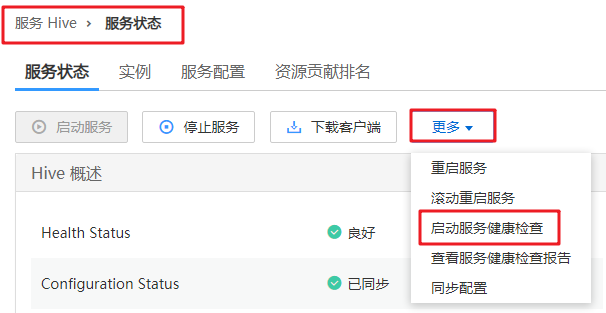 服务 Hive > 服务状态
服务状态 实例 服务配置 资源贡献排名
启动服务 停止服务 下载客户端 更多
Hive 概述
重启服务
滚动重启服务
Health Status 良好
启动服务健康检查
查看服务健康检查报告
Configuration Status 已同步
同步配置